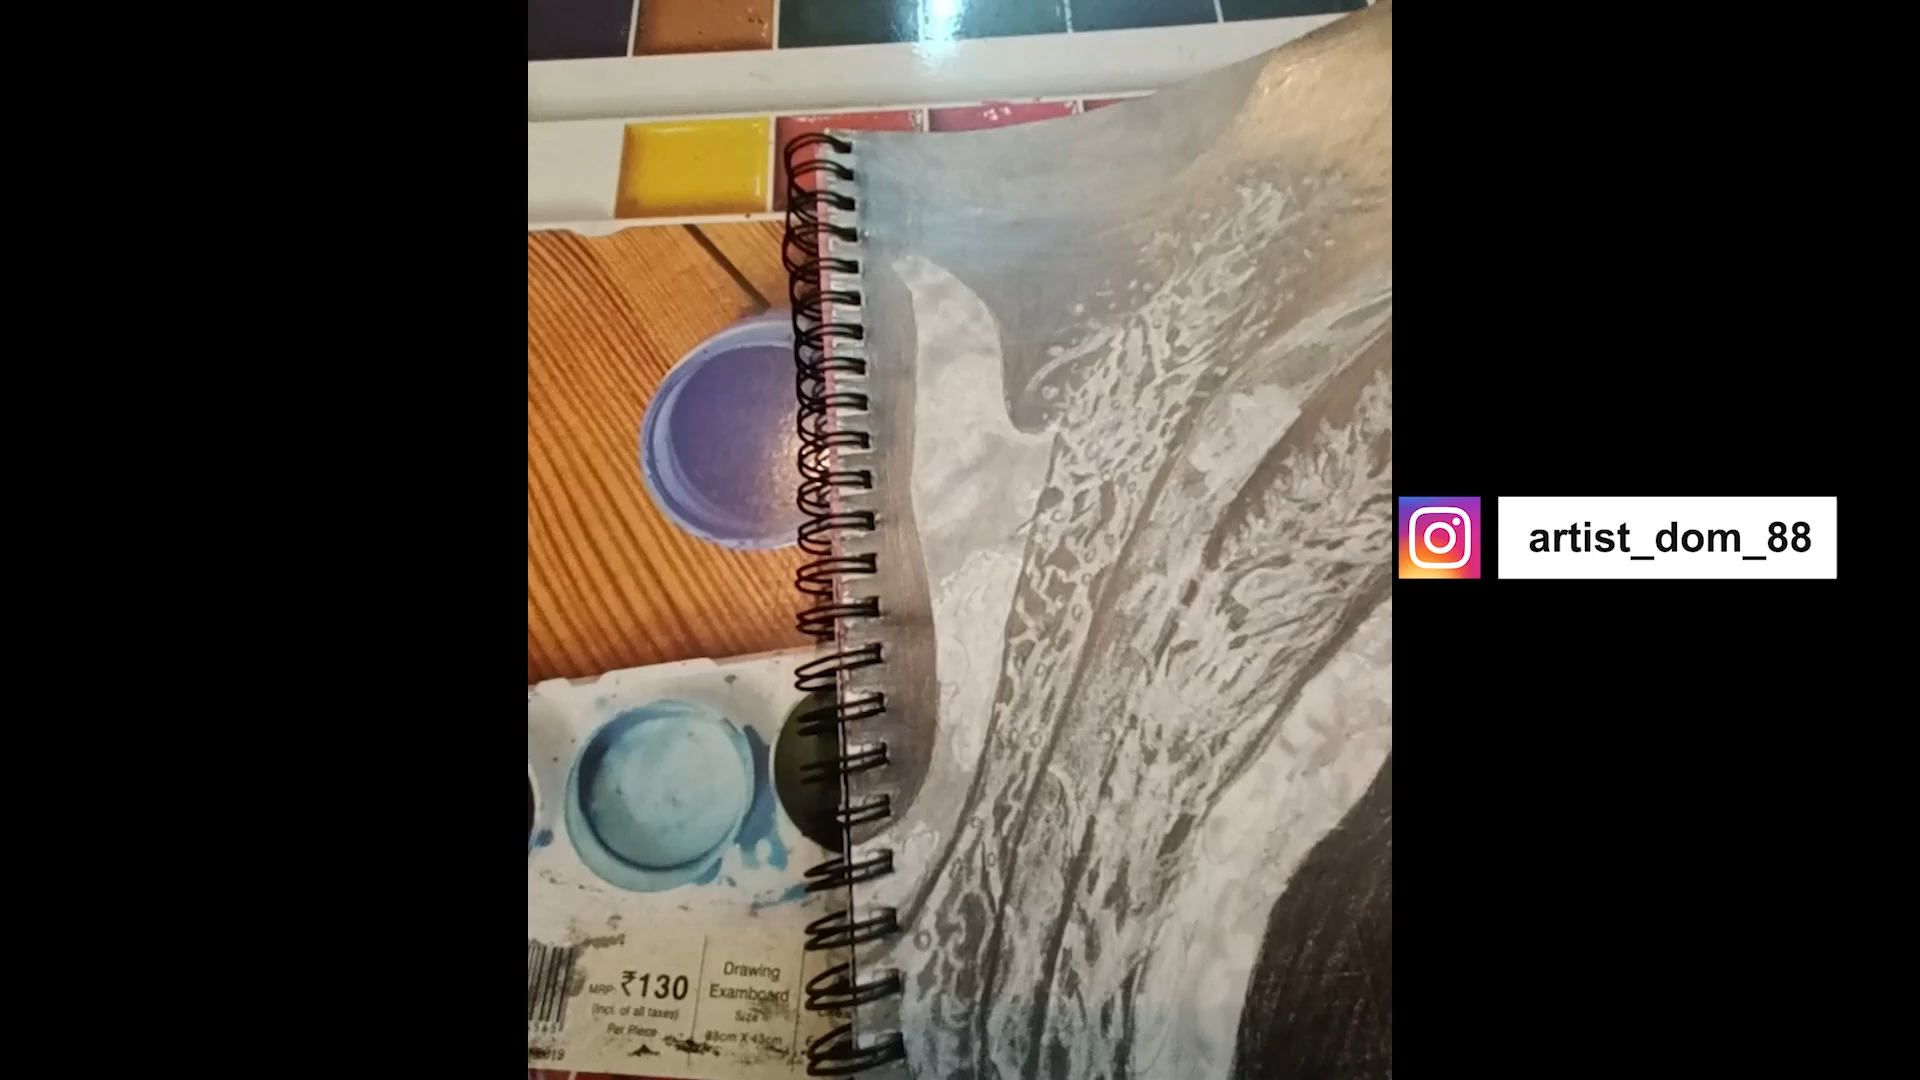 artist_dom_88
MRP ₹130
(Incl. of all taxes)
Per Piece
Drawing
Examboard
Size